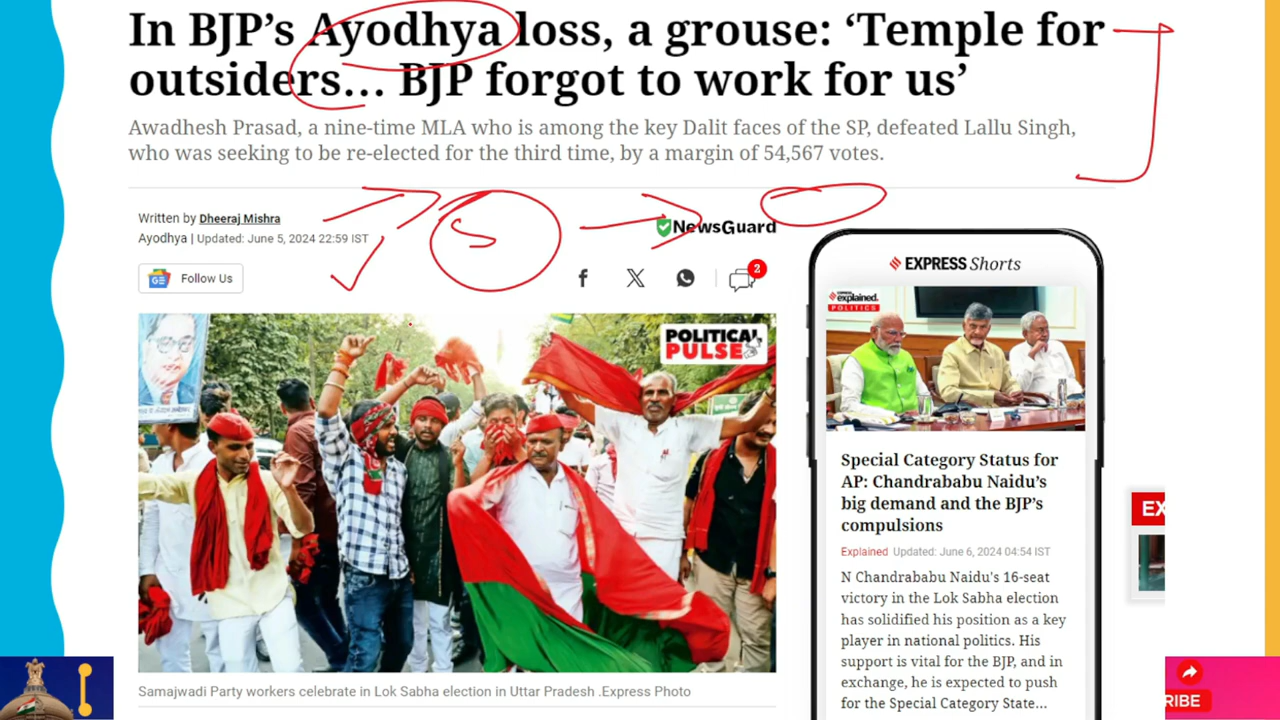 In BJP’s Ayodhya loss, a grouse: ‘Temple for
outsiders… BJP forgot to work for us’
Awadhesh Prasad, a nine-time MLA who is among the key Dalit faces of the SP, defeated Lallu Singh,
who was seeking to be re-elected for the third time, by a margin of 54,567 votes.
Written by Dheeraj Mishra
Ayodhya | Updated: June 5, 2024 22:59 IST
NewsGuard
Follow Us
2
S
POLITICAL
PULSE
Samajwadi Party workers celebrate in Lok Sabha election in Uttar Pradesh .Express Photo
EXPRESS Shorts
explained.
POLITICS
Special Category Status for
AP: Chandrababu Naidu’s
big demand and the BJP’s
compulsions
Explained Updated: June 6, 2024 04:54 IST
N Chandrababu Naidu's 16-seat
victory in the Lok Sabha election
has solidified his position as a key
player in national politics. His
support is vital for the BJP, and in
exchange, he is expected to push
for the Special Category State…
EX
RIBE